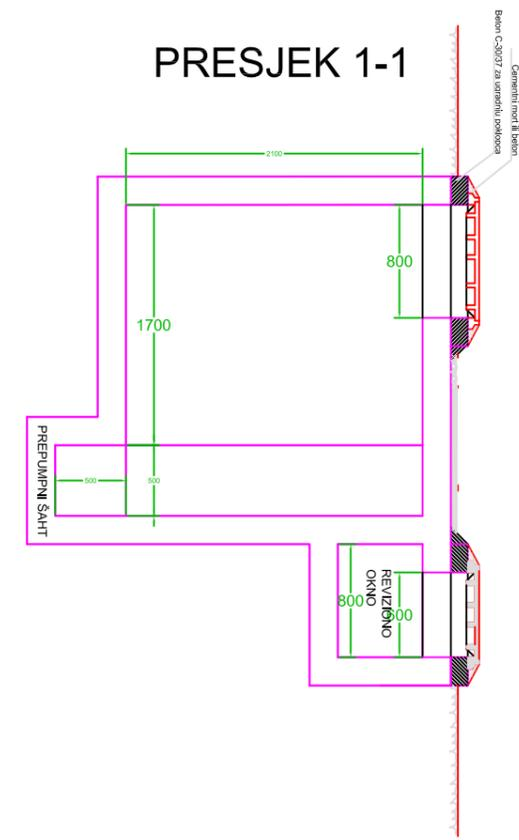 Cementni mort ili beton
Beton C-30/37 za ugradnju poklopca
PRESJEK 1-1
2100
800
1700
PREPUMPNI ŠAHT
500
500
800
REVIZIONO
OKNO
600